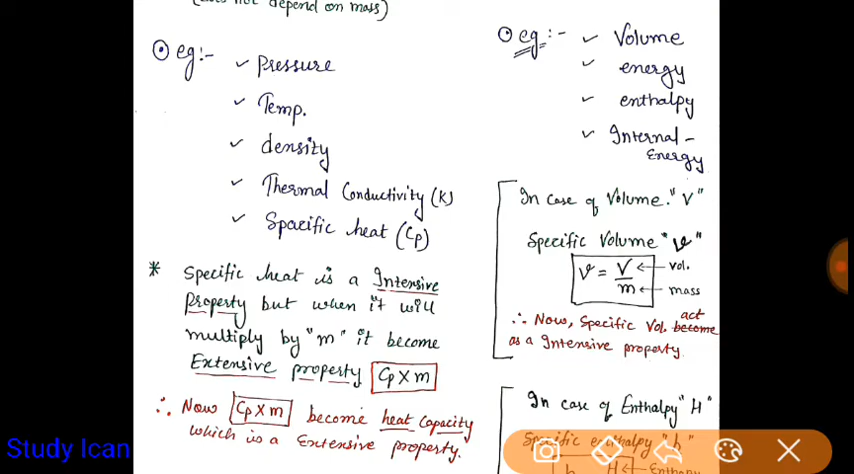 (does not depend on mass)
eg:-
✓ Pressure
✓ Temp.
✓ density
✓ Thermal Conductivity (K)
✓ Spacific heat (Cp)
* Specific heat is a Intensive
Property but when it will
multiply by "m" it become
Extensive property Cp X m
∴ Now Cp X m become heat Capacity
which is a Extensive property.
eg:-
✓ Volume
✓ energy
✓ enthalpy
✓ Internal-
Energy
In case of Volume "V"
Specific Volume "v"
v = V ← vol.
m ← mass
act
∴ Now, Specific Vol. become
as a Intensive property
In case of Enthalpy "H"
Specific enthalpy "h"
h H ← Enthalpy
Study Ican